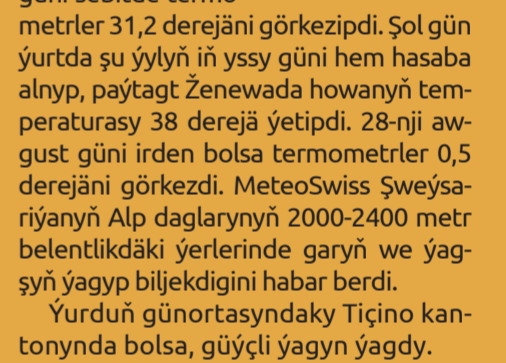 metrler 31,2 derejäni görkezipdi. Şol gün
ýurtda şu ýylyň iň yssy güni hem hasaba
alnyp, paýtagt Ženewada howanyň tem-
peraturasy 38 derejä ýetipdi. 28-nji aw-
gust güni irden bolsa termometrler 0,5
derejäni görkezdi. MeteoSwiss Şweýsa-
riýanyň Alp daglarynyň 2000-2400 metr
belentlikdäki ýerlerinde garyň we ýag-
şyň ýagyp biljekdigini habar berdi.
Ýurduň günortasyndaky Tiçino kan-
tonynda bolsa, güýçli ýagyn ýagdy.